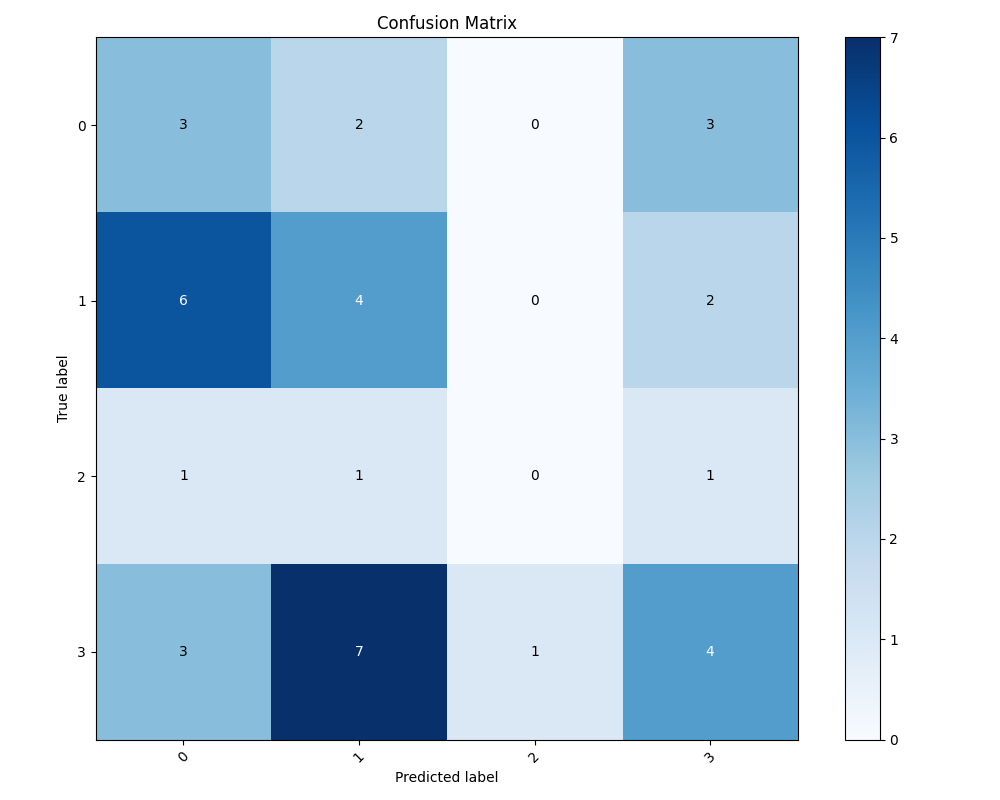 Confusion Matrix
7
6
5
4
3
2
1
0
0
1
2
3
3 2 0 3
6 4 0 2
1 1 0 1
3 7 1 4
True label
0 1 2 3
Predicted label